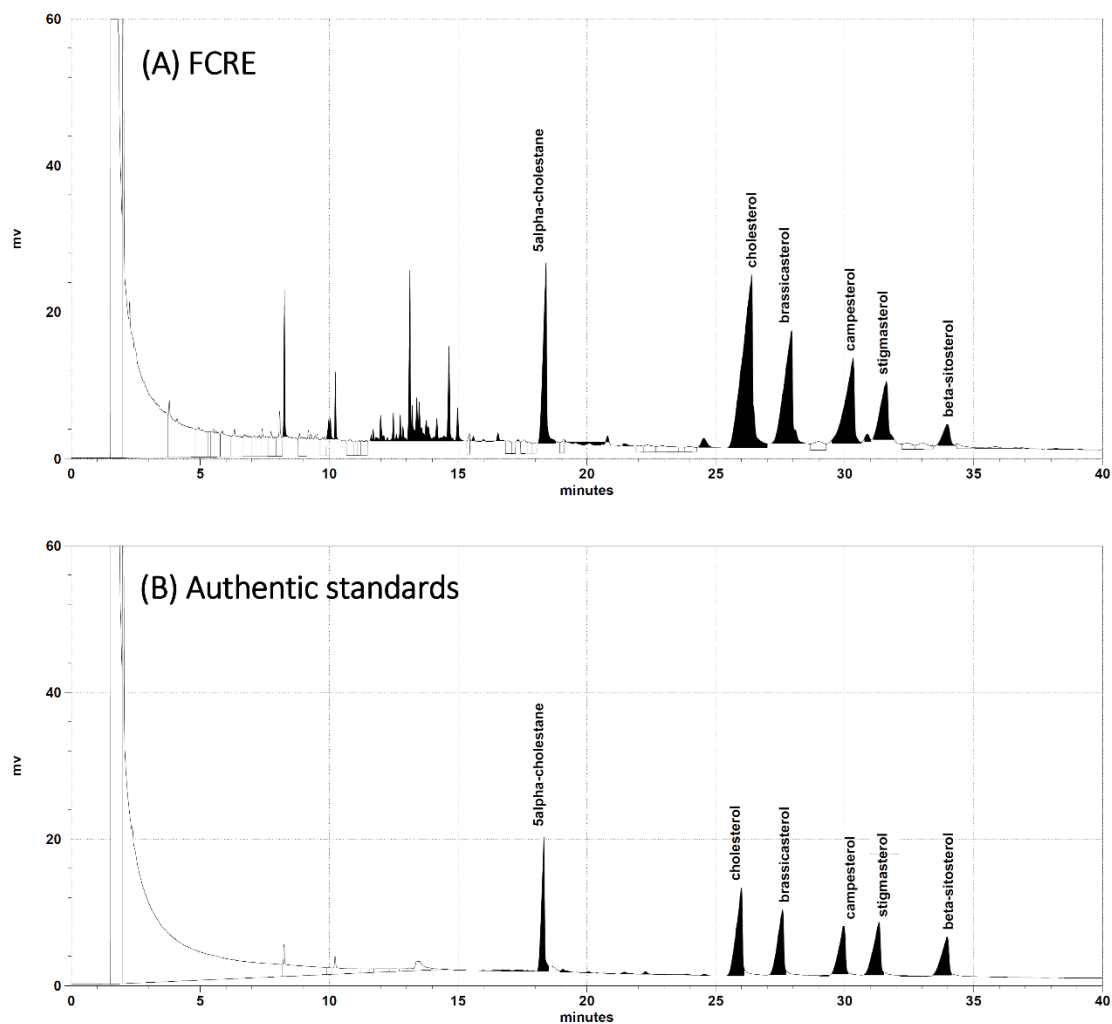 (A) FCRE
60
40
20
0
mv
5alpha-cholestane
cholesterol
brassicasterol
campesterol
stigmasterol
beta-sitosterol
0 5 10 15 20 25 30 35 40
minutes
(B) Authentic standards
60
40
20
0
mv
5alpha-cholestane
cholesterol
brassicasterol
campesterol
stigmasterol
beta-sitosterol
0 5 10 15 20 25 30 35 40
minutes